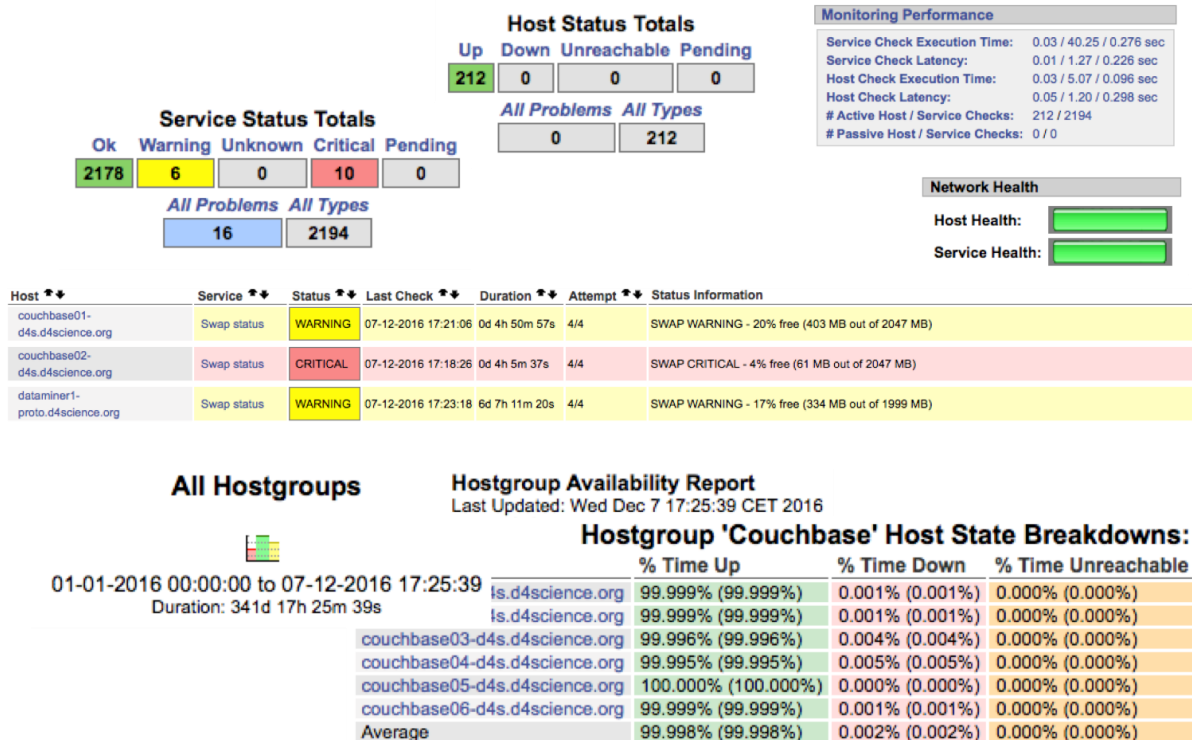 Host Status Totals
Up Down Unreachable Pending
212 0 0 0
All Problems All Types
0 212
Monitoring Performance
Service Check Execution Time: 0.03 / 40.25 / 0.276 sec
Service Check Latency: 0.01 / 1.27 / 0.226 sec
Host Check Execution Time: 0.03 / 5.07 / 0.096 sec
Host Check Latency: 0.05 / 1.20 / 0.298 sec
# Active Host / Service Checks: 212 / 2194
# Passive Host / Service Checks: 0 / 0
Service Status Totals
Ok Warning Unknown Critical Pending
2178 6 0 10 0
All Problems All Types
16 2194
Network Health
Host Health:
Service Health:
Host Service Status Last Check Duration Attempt Status Information
couchbase01-
d4s.d4science.org Swap status WARNING 07-12-2016 17:21:06 0d 4h 50m 57s 4/4 SWAP WARNING - 20% free (403 MB out of 2047 MB)
couchbase02-
d4s.d4science.org Swap status CRITICAL 07-12-2016 17:18:26 0d 4h 5m 37s 4/4 SWAP CRITICAL - 4% free (61 MB out of 2047 MB)
dataminer1-
proto.d4science.org Swap status WARNING 07-12-2016 17:23:18 6d 7h 11m 20s 4/4 SWAP WARNING - 17% free (334 MB out of 1999 MB)
All Hostgroups
01-01-2016 00:00:00 to 07-12-2016 17:25:39
Duration: 341d 17h 25m 39s
Hostgroup Availability Report
Last Updated: Wed Dec 7 17:25:39 CET 2016
Hostgroup 'Couchbase' Host State Breakdowns:
% Time Up % Time Down % Time Unreachable
4s.d4science.org 99.999% (99.999%) 0.001% (0.001%) 0.000% (0.000%)
4s.d4science.org 99.999% (99.999%) 0.001% (0.001%) 0.000% (0.000%)
couchbase03-d4s.d4science.org 99.996% (99.996%) 0.004% (0.004%) 0.000% (0.000%)
couchbase04-d4s.d4science.org 99.995% (99.995%) 0.005% (0.005%) 0.000% (0.000%)
couchbase05-d4s.d4science.org 100.000% (100.000%) 0.000% (0.000%) 0.000% (0.000%)
couchbase06-d4s.d4science.org 99.999% (99.999%) 0.001% (0.001%) 0.000% (0.000%)
Average 99.998% (99.998%) 0.002% (0.002%) 0.000% (0.000%)